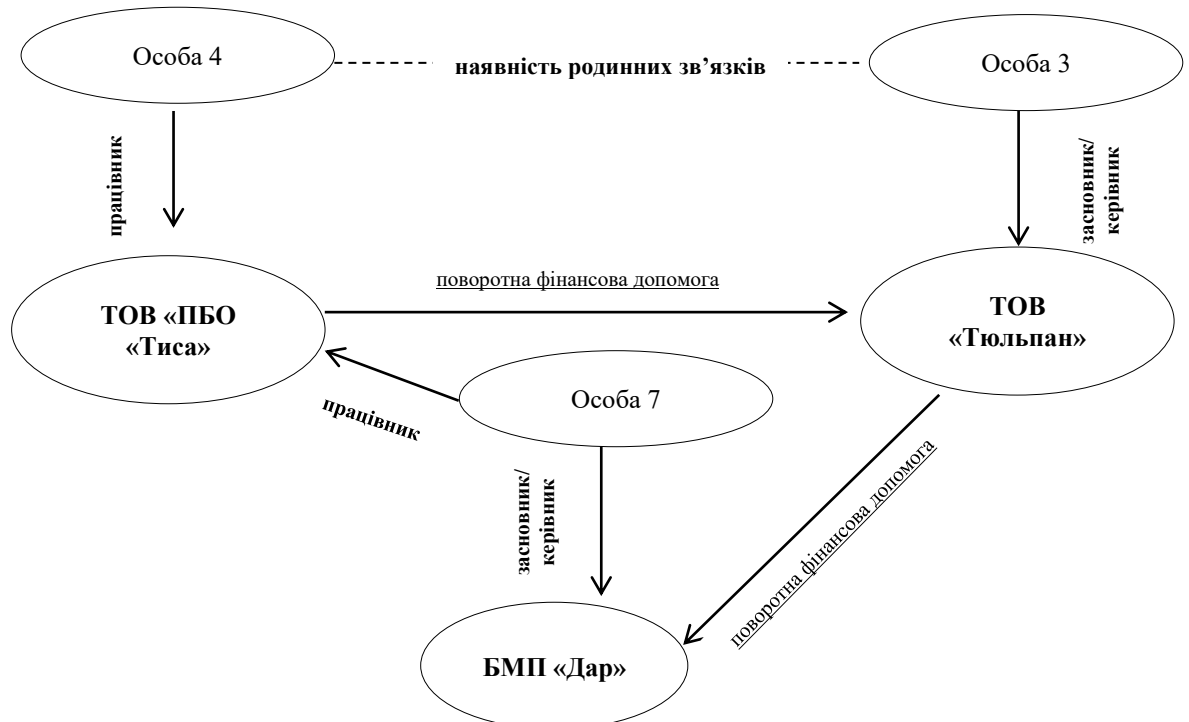 Особа 4
наявність родинних зв’язків
Особа 3
працівник
засновник/
керівник
ТОВ «ПБО
«Тиса»
поворотна фінансова допомога
ТОВ
«Тюльпан»
Особа 7
працівник
засновник/
керівник
поворотна фінансова допомога
БМП «Дар»